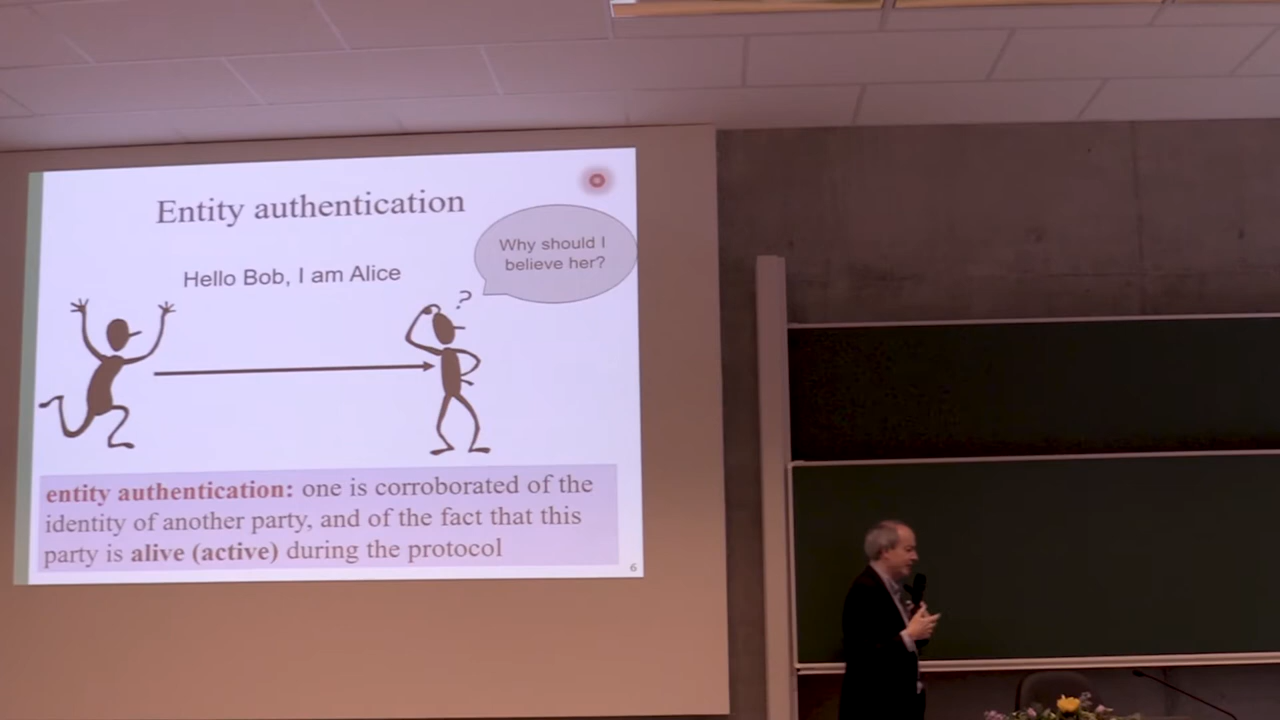 Entity authentication
Why should I
believe her?
Hello Bob, I am Alice
?
entity authentication: one is corroborated of the
identity of another party, and of the fact that this
party is alive (active) during the protocol
6